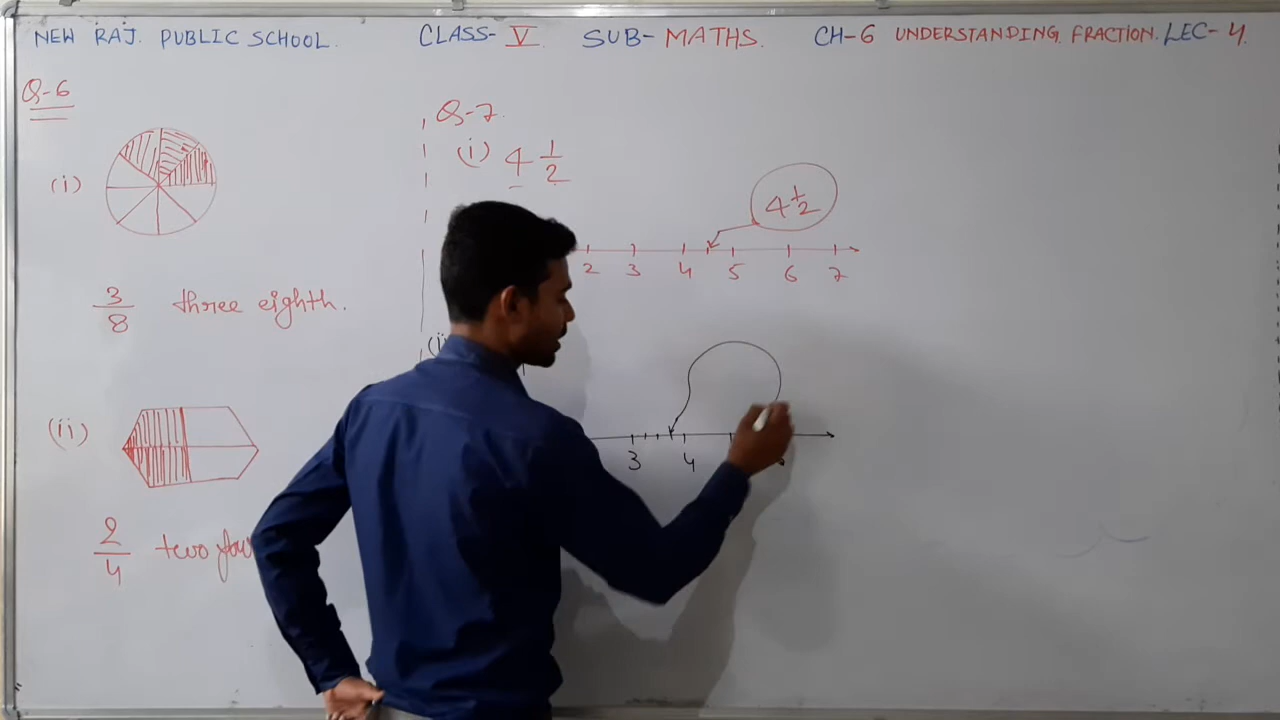 NEW RAJ. PUBLIC SCHOOL. CLASS- V SUB- MATHS. CH-6 UNDERSTANDING FRACTION. LEC- 4
Q-6
(i)
3/8 three eighth.
(ii)
2/4 two
Q-7
(i) 4 1/2
4 1/2
2 3 4 5 6 7
3 4